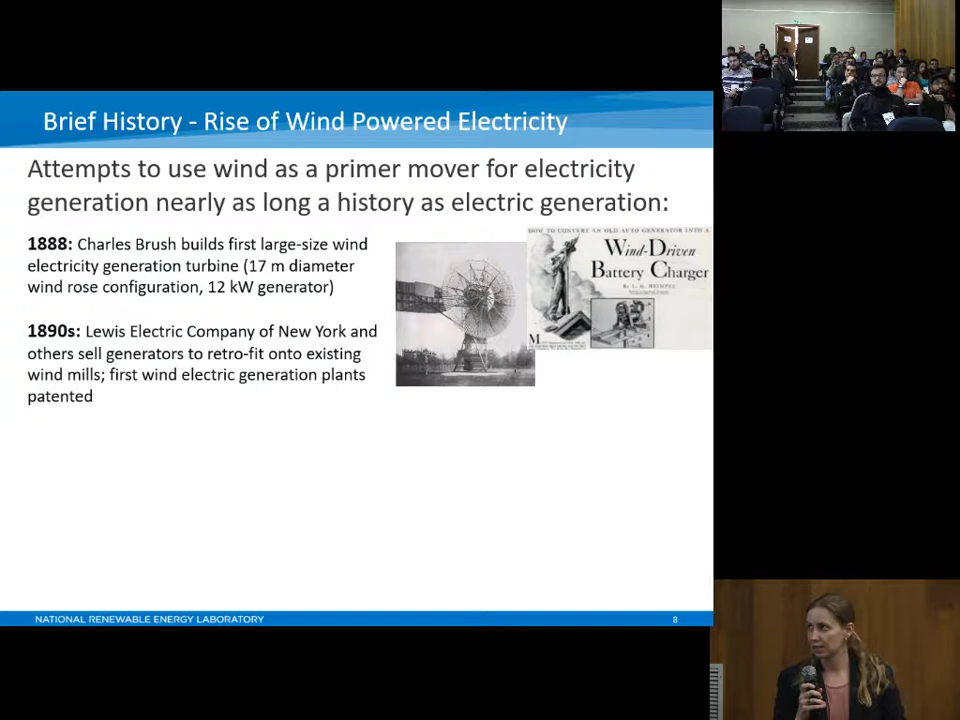 Brief History - Rise of Wind Powered Electricity
Attempts to use wind as a primer mover for electricity
generation nearly as long a history as electric generation:
1888: Charles Brush builds first large-size wind
electricity generation turbine (17 m diameter
wind rose configuration, 12 kW generator)
1890s: Lewis Electric Company of New York and
others sell generators to retro-fit onto existing
wind mills; first wind electric generation plants
patented
HOW TO CONVERT AN OLD AUTO GENERATOR INTO A
Wind-Driven
Battery Charger
NATIONAL RENEWABLE ENERGY LABORATORY
8